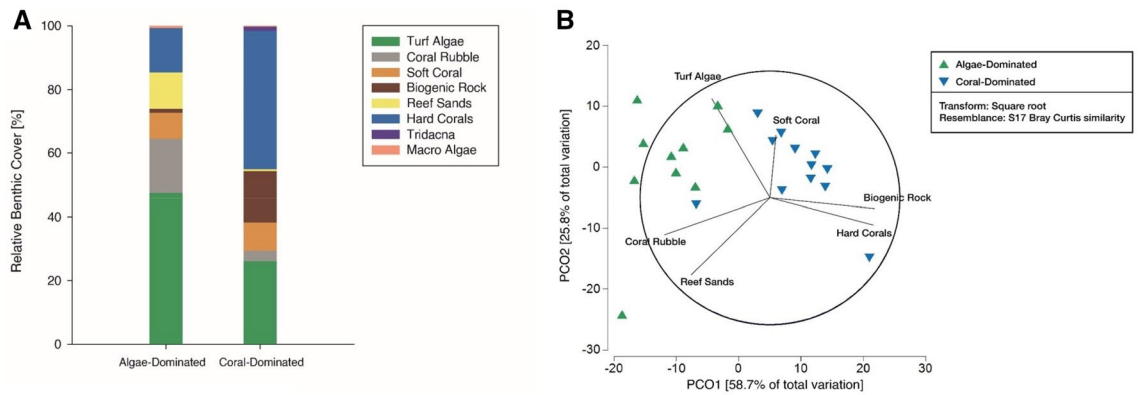 A
100
80
60
40
20
0
Relative Benthic Cover [%]
Algae-Dominated
Coral-Dominated
Turf Algae
Coral Rubble
Soft Coral
Biogenic Rock
Reef Sands
Hard Corals
Tridacna
Macro Algae
B
20
10
0
-10
-20
-30
PCO2 [25.8% of total variation]
Turf Algae
Soft Coral
Biogenic Rock
Hard Corals
Coral Rubble
Reef Sands
-20
-10
0
10
20
30
PCO1 [58.7% of total variation]
Algae-Dominated
Coral-Dominated
Transform: Square root
Resemblance: S17 Bray Curtis similarity